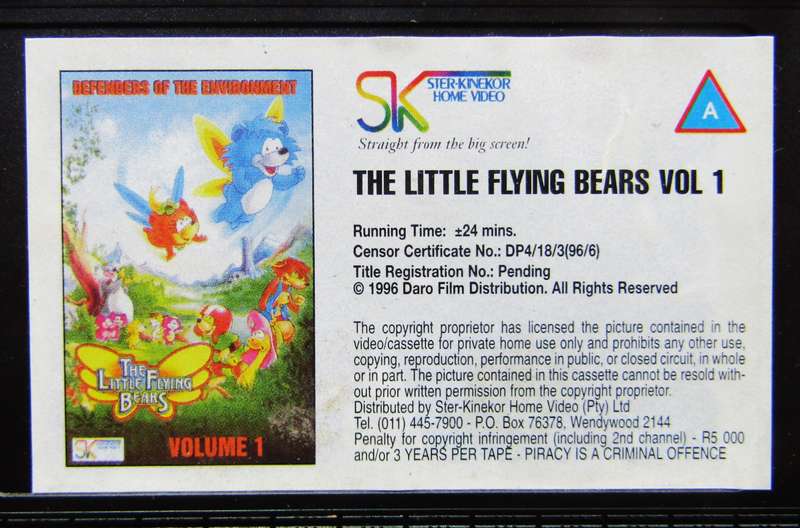 DEFENDERS OF THE ENVIRONMENT
THE
LITTLE FLYING
BEARS
SK
VOLUME 1
SK STER-KINEKOR
HOME VIDEO
Straight from the big screen!
A
THE LITTLE FLYING BEARS VOL 1
Running Time: ±24 mins.
Censor Certificate No.: DP4/18/3(96/6)
Title Registration No.: Pending
© 1996 Daro Film Distribution. All Rights Reserved
The copyright proprietor has licensed the picture contained in the
video/cassette for private home use only and prohibits any other use,
copying, reproduction, performance in public, or closed circuit, in whole
or in part. The picture contained in this cassette cannot be resold with-
out prior written permission from the copyright proprietor.
Distributed by Ster-Kinekor Home Video (Pty) Ltd
Tel. (011) 445-7900 - P.O. Box 76378, Wendywood 2144
Penalty for copyright infringement (including 2nd channel) - R5 000
and/or 3 YEARS PER TAPE - PIRACY IS A CRIMINAL OFFENCE